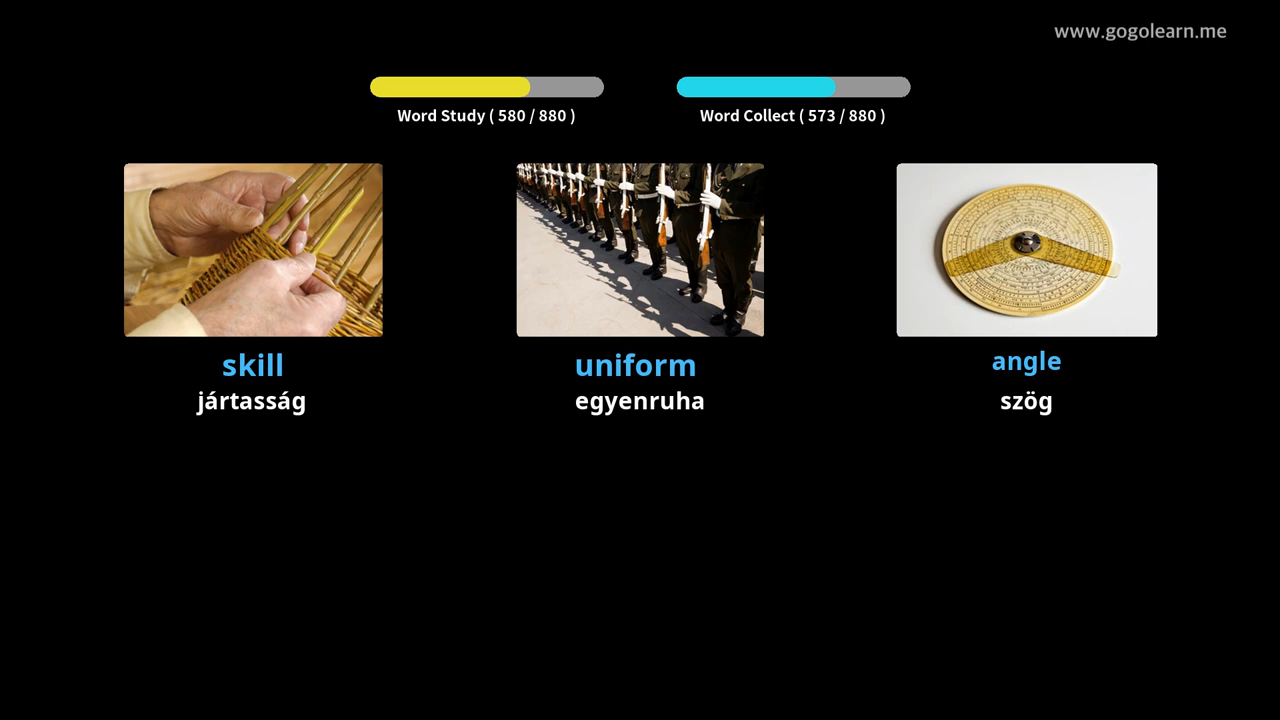 www.gogolearn.me
Word Study ( 580 / 880 )
Word Collect ( 573 / 880 )
skill
jártasság
uniform
egyenruha
angle
szög